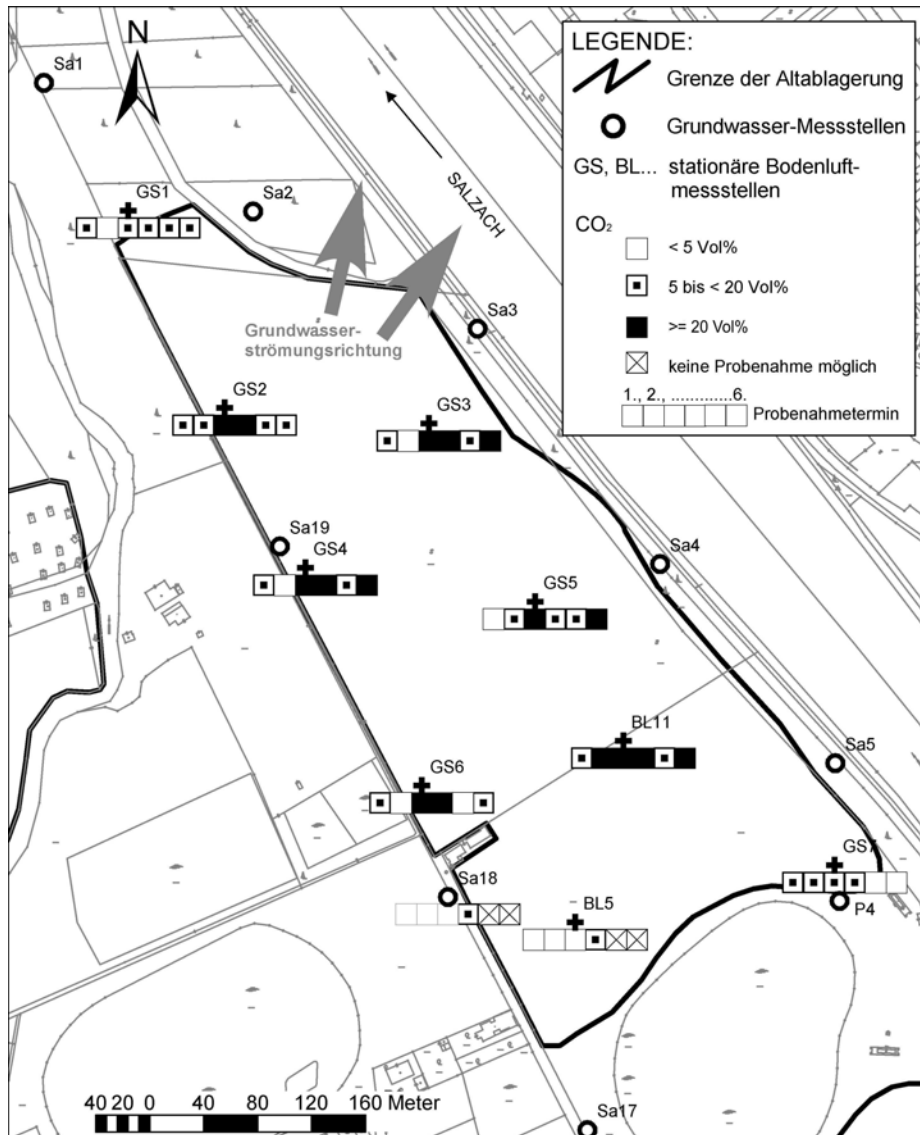 Sa1
N
LEGENDE:
Grenze der Altablagerung
Grundwasser-Messstellen
GS, BL... stationäre Bodenluft-
messstellen
CO₂
< 5 Vol%
5 bis < 20 Vol%
>= 20 Vol%
keine Probenahme möglich
1., 2., .............6.
Probenahmetermin
SALZACH
GS1
Sa2
Sa3
Grundwasser-
strömungsrichtung
GS2
GS3
Sa19
GS4
Sa4
GS5
BL11
Sa5
GS6
GS7
Sa18
P4
BL5
40 20 0 40 80 120 160 Meter
Sa17